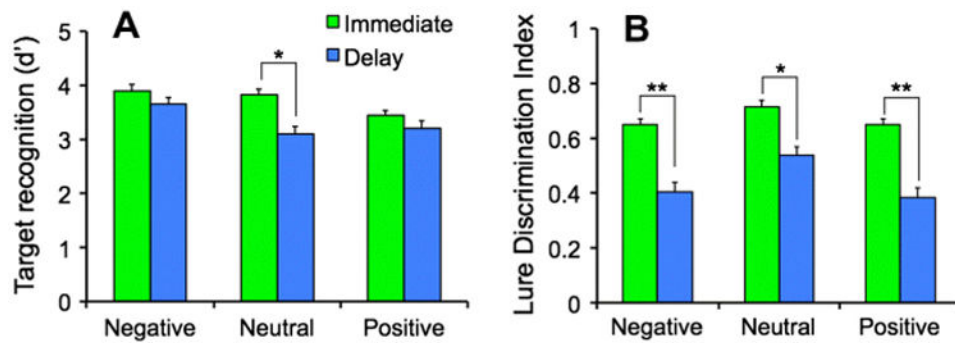 A
Immediate
Delay
Target recognition (d')
5
4
3
2
1
0
*
Negative
Neutral
Positive
B
Lure Discrimination Index
1
0.8
0.6
0.4
0.2
0
**
*
**
Negative
Neutral
Positive